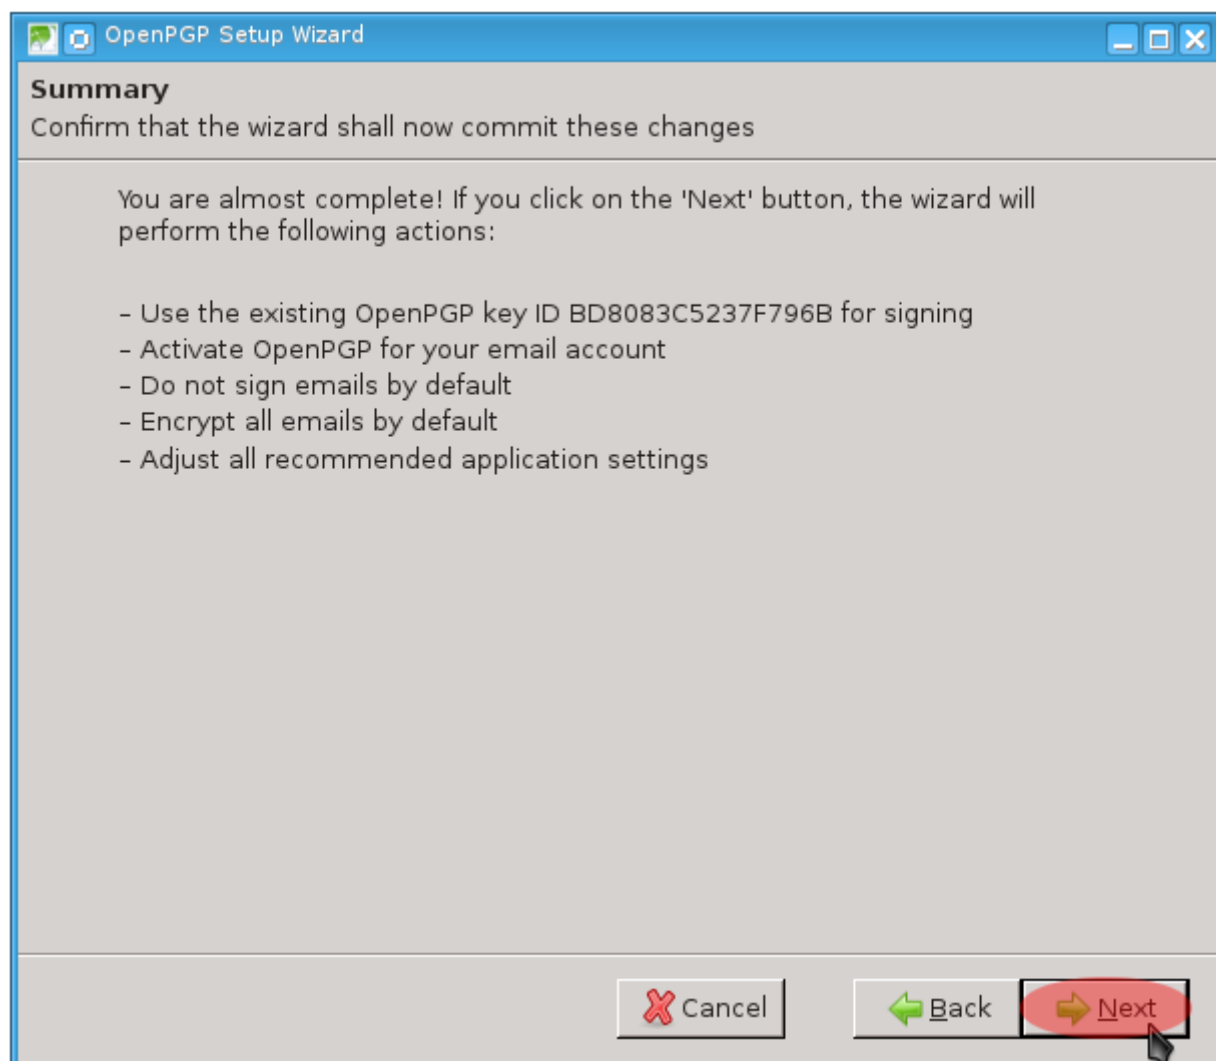 OpenPGP Setup Wizard
Summary
Confirm that the wizard shall now commit these changes
You are almost complete! If you click on the 'Next' button, the wizard will
perform the following actions:
– Use the existing OpenPGP key ID BD8083C5237F796B for signing
– Activate OpenPGP for your email account
– Do not sign emails by default
– Encrypt all emails by default
– Adjust all recommended application settings
Cancel
Back
Next